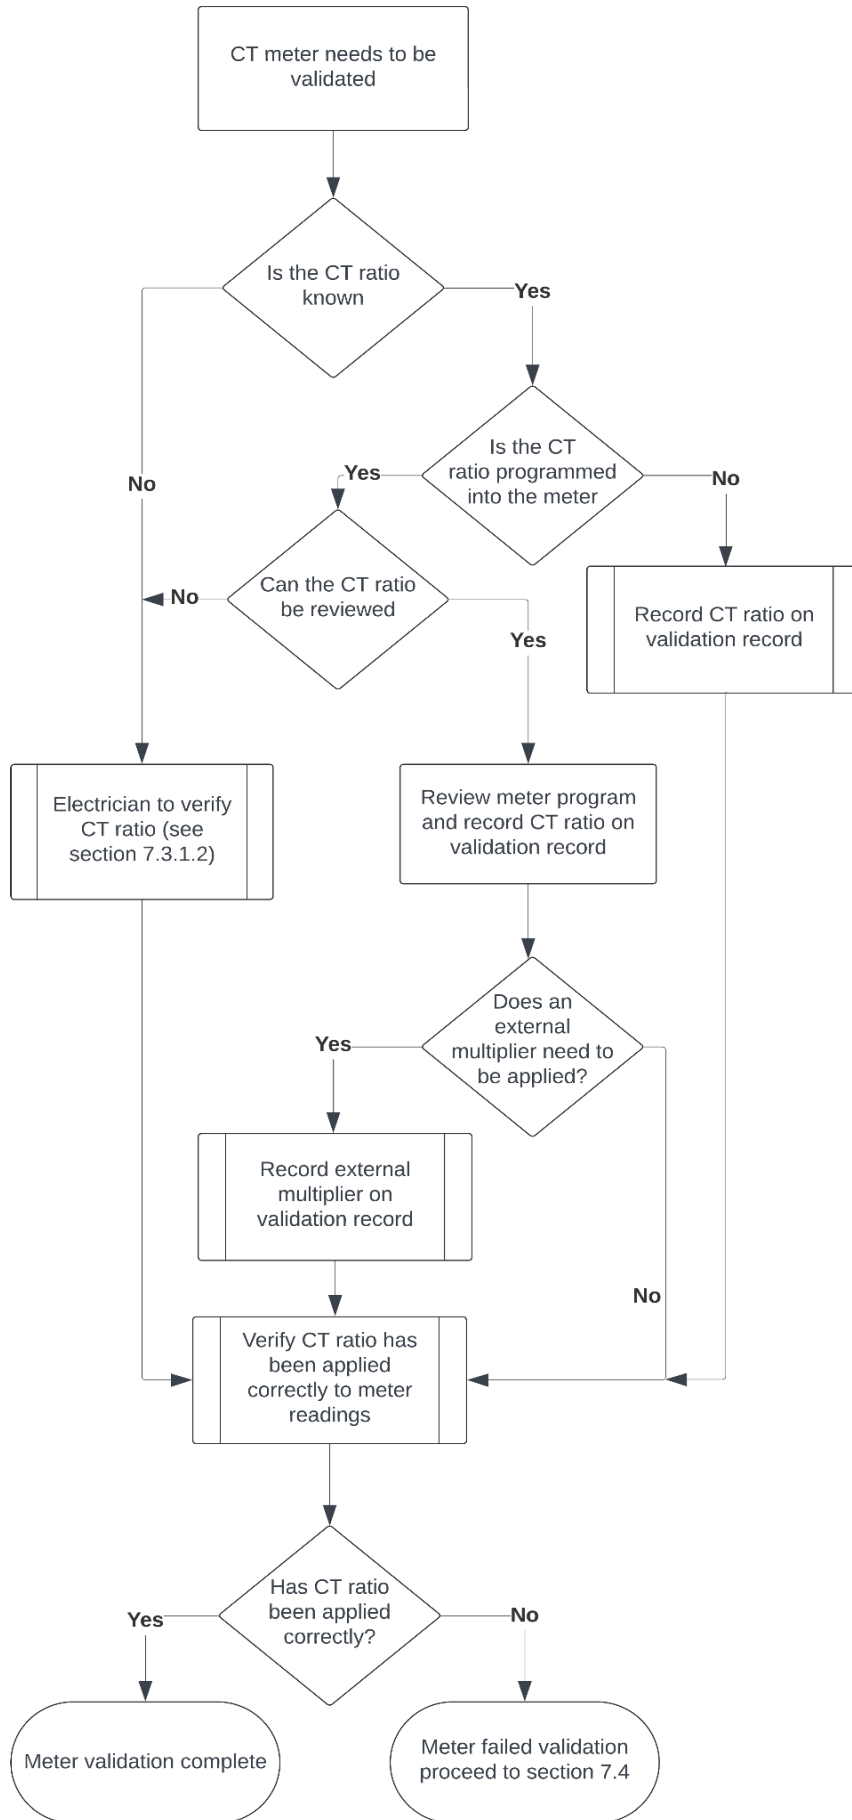 CT meter needs to be
validated
Is the CT ratio
known
Yes
Is the CT
ratio programmed
into the meter
Yes
No
No
Can the CT ratio
be reviewed
No
Yes
Record CT ratio on
validation record
Electrician to verify
CT ratio (see
section 7.3.1.2)
Review meter program
and record CT ratio on
validation record
Does an
external
multiplier need to
be applied?
Yes
Record external
multiplier on
validation record
No
Verify CT ratio has
been applied
correctly to meter
readings
Has CT ratio
been applied
correctly?
Yes
No
Meter validation complete
Meter failed validation
proceed to section 7.4